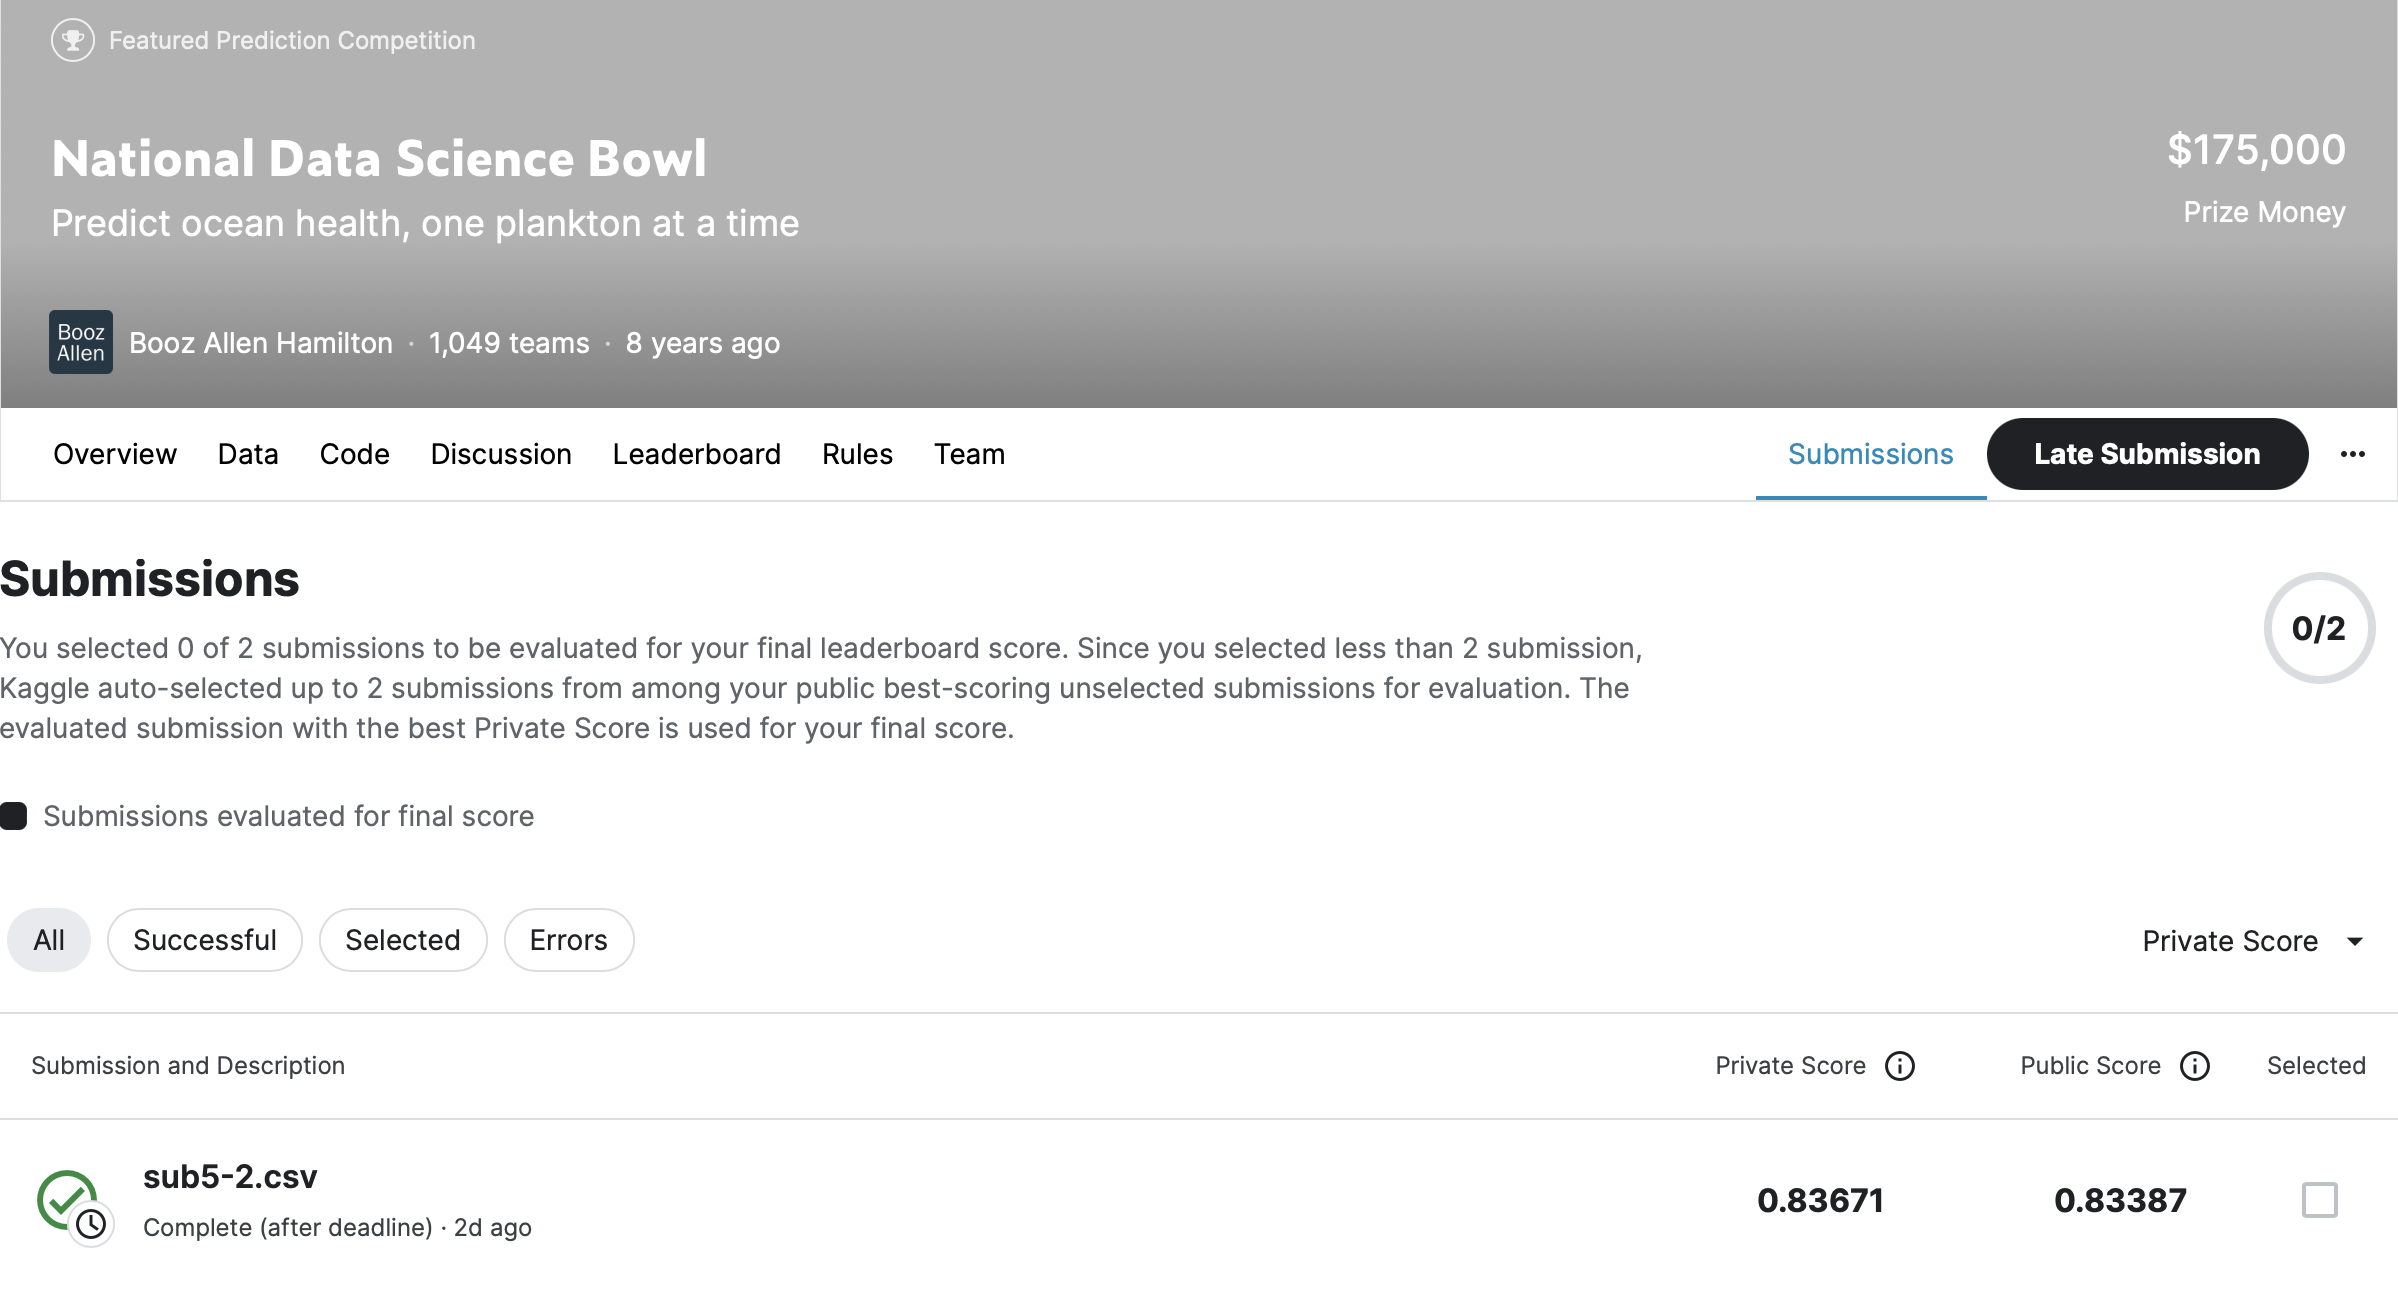 Featured Prediction Competition
National Data Science Bowl
Predict ocean health, one plankton at a time
$175,000
Prize Money
Booz
Allen
Booz Allen Hamilton · 1,049 teams · 8 years ago
Overview Data Code Discussion Leaderboard Rules Team Submissions Late Submission ...
Submissions
You selected 0 of 2 submissions to be evaluated for your final leaderboard score. Since you selected less than 2 submission,
Kaggle auto-selected up to 2 submissions from among your public best-scoring unselected submissions for evaluation. The
evaluated submission with the best Private Score is used for your final score.
0/2
Submissions evaluated for final score
All Successful Selected Errors Private Score
Submission and Description Private Score Public Score Selected
sub5-2.csv
Complete (after deadline) · 2d ago
0.83671 0.83387